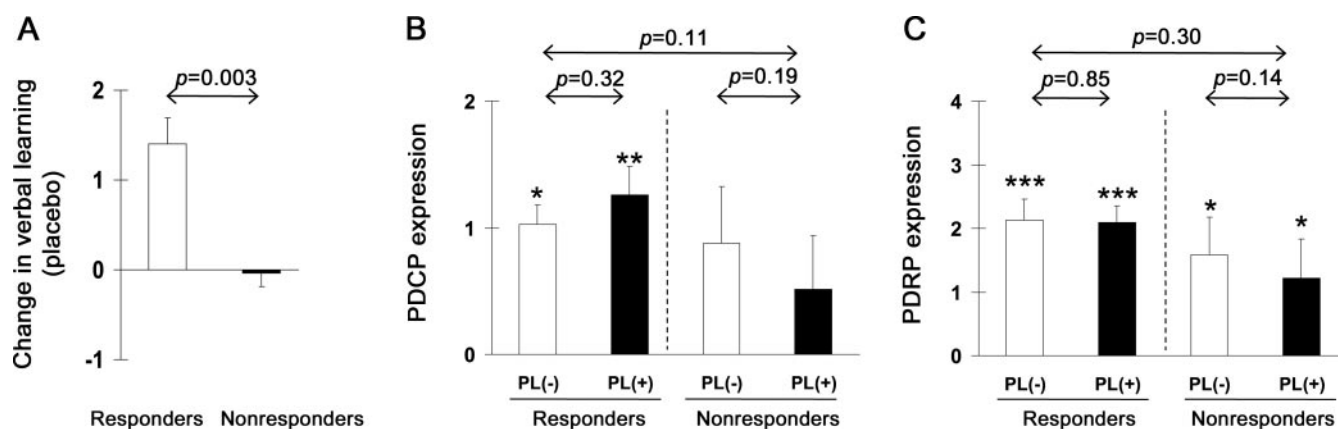 A
Change in verbal learning
(placebo)
p=0.003
2
1
0
-1
Responders Nonresponders
B
PDCP expression
p=0.11
p=0.32 p=0.19
2
1
0
* **
PL(-) PL(+) PL(-) PL(+)
Responders Nonresponders
C
PDRP expression
p=0.30
p=0.85 p=0.14
4
3
2
1
0
*** *** * *
PL(-) PL(+) PL(-) PL(+)
Responders Nonresponders